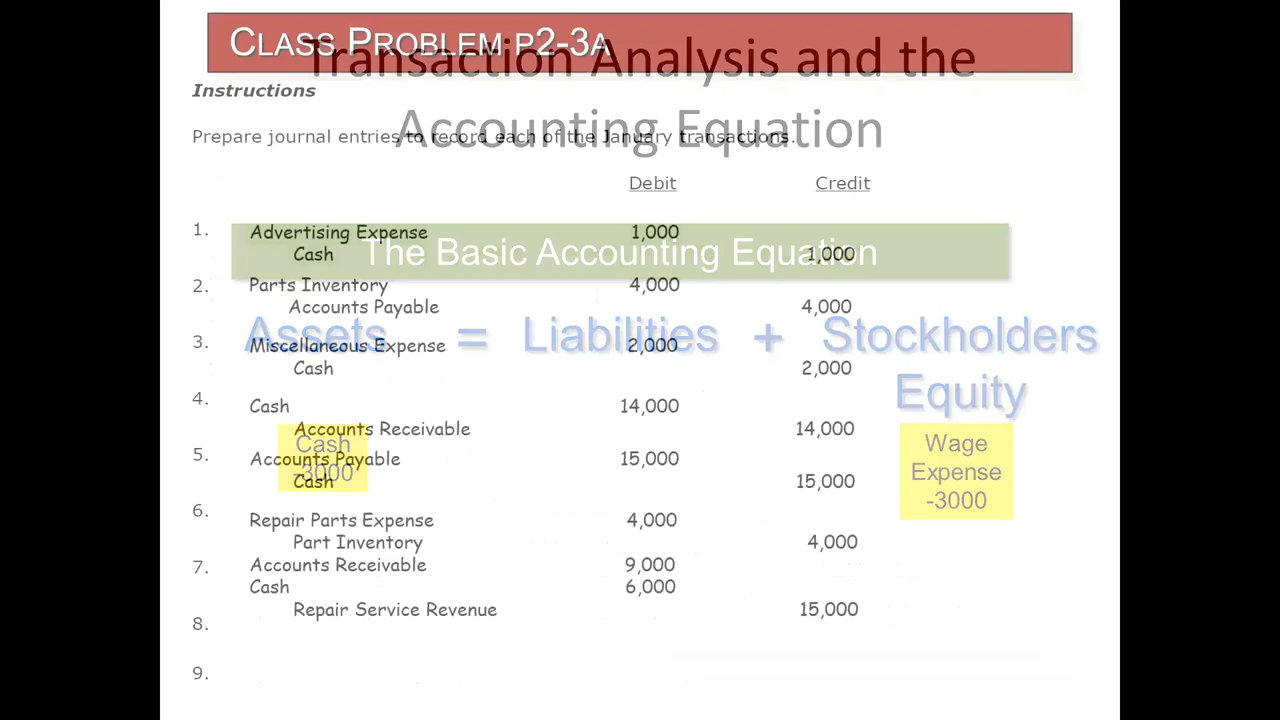 CLASS PROBLEM P2-3A
Transaction Analysis and the
Accounting Equation
Instructions
Prepare journal entries to record each of the January transactions.
Debit Credit
1. Advertising Expense 1,000
Cash 1,000
The Basic Accounting Equation
2. Parts Inventory 4,000
Accounts Payable 4,000
Assets = Liabilities + Stockholders
Equity
3. Miscellaneous Expense 2,000
Cash 2,000
4. Cash 14,000
Accounts Receivable 14,000
Cash
-3000
Wage
Expense
-3000
5. Accounts Payable 15,000
Cash 15,000
6. Repair Parts Expense 4,000
Part Inventory 4,000
7. Accounts Receivable 9,000
Cash 6,000
Repair Service Revenue 15,000
8.
9.